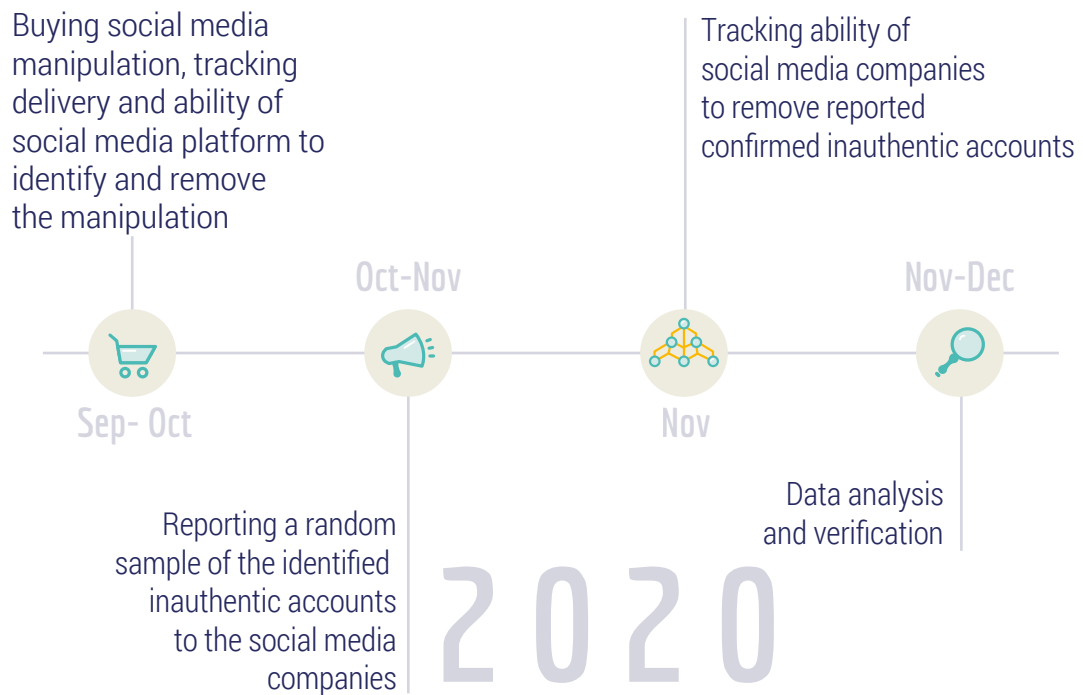 Buying social media
manipulation, tracking
delivery and ability of
social media platform to
identify and remove
the manipulation
Sep- Oct
Oct-Nov
Reporting a random
sample of the identified
inauthentic accounts
to the social media
companies
Tracking ability of
social media companies
to remove reported
confirmed inauthentic accounts
Nov
Nov-Dec
Data analysis
and verification
2020